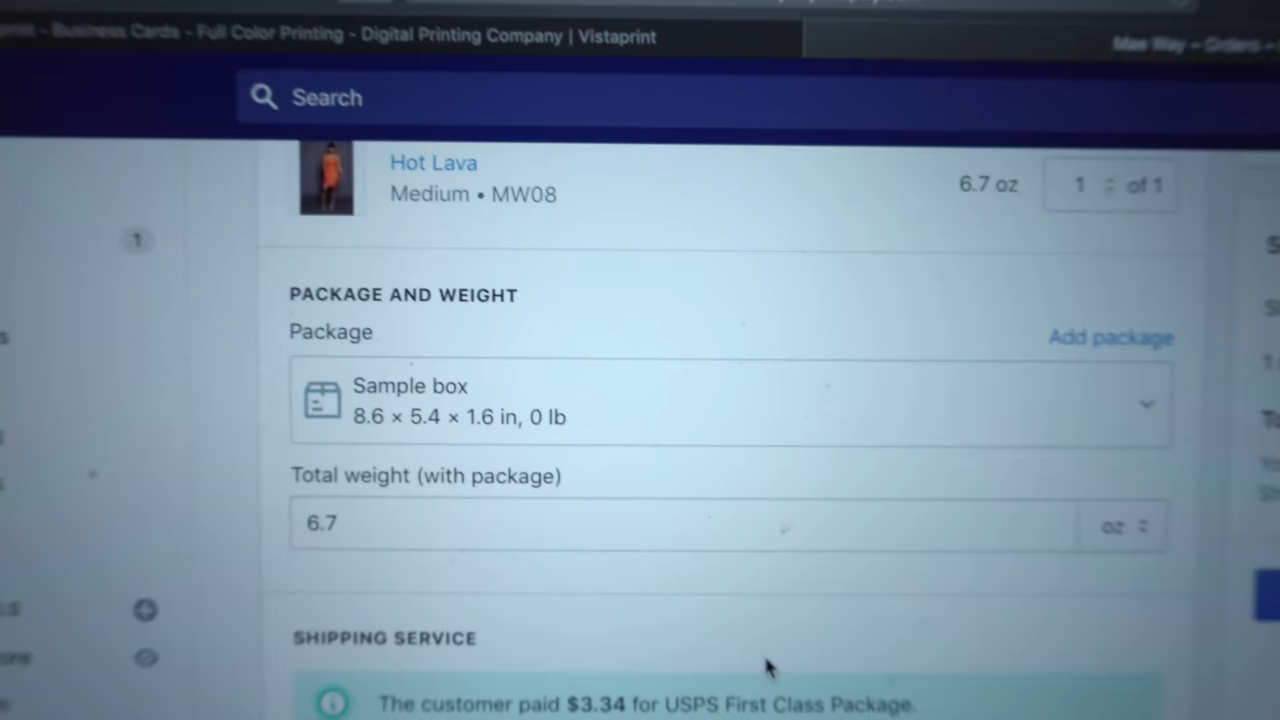 Business Cards - Full Color Printing - Digital Printing Company | Vistaprint
Mae Way - Orders -
Search
Hot Lava
Medium • MW08
6.7 oz
1 of 1
1
PACKAGE AND WEIGHT
Package
Add package
Sample box
8.6 × 5.4 × 1.6 in, 0 lb
Total weight (with package)
6.7
oz
SHIPPING SERVICE
The customer paid $3.34 for USPS First Class Package.